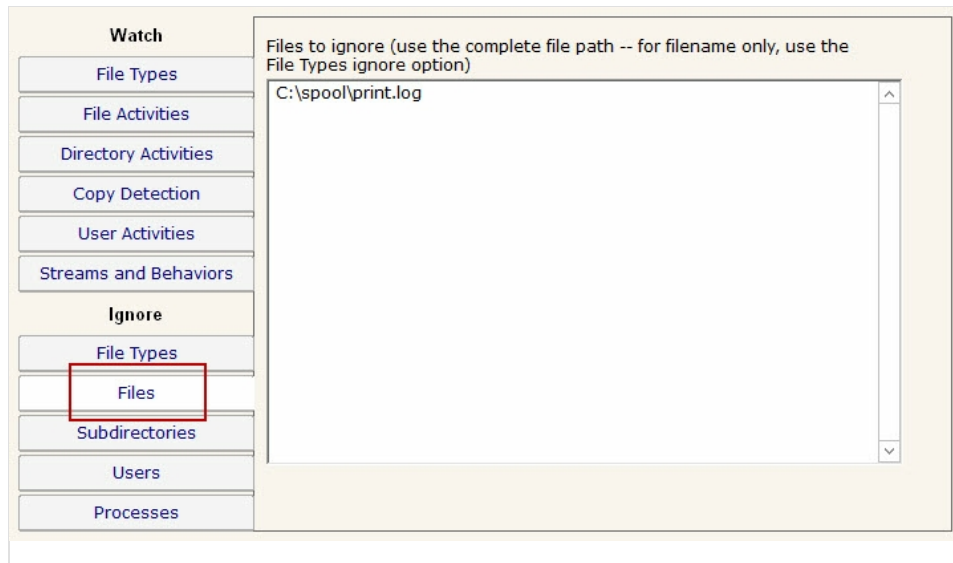 Watch
File Types
File Activities
Directory Activities
Copy Detection
User Activities
Streams and Behaviors
Ignore
File Types
Files
Subdirectories
Users
Processes
Files to ignore (use the complete file path -- for filename only, use the
File Types ignore option)
C:\spool\print.log